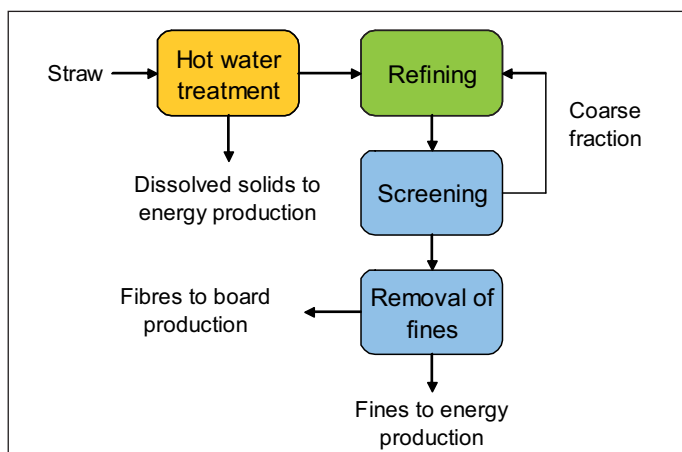 Straw
Hot water
treatment
Refining
Coarse
fraction
Dissolved solids to
energy production
Screening
Fibres to board
production
Removal of
fines
Fines to energy
production